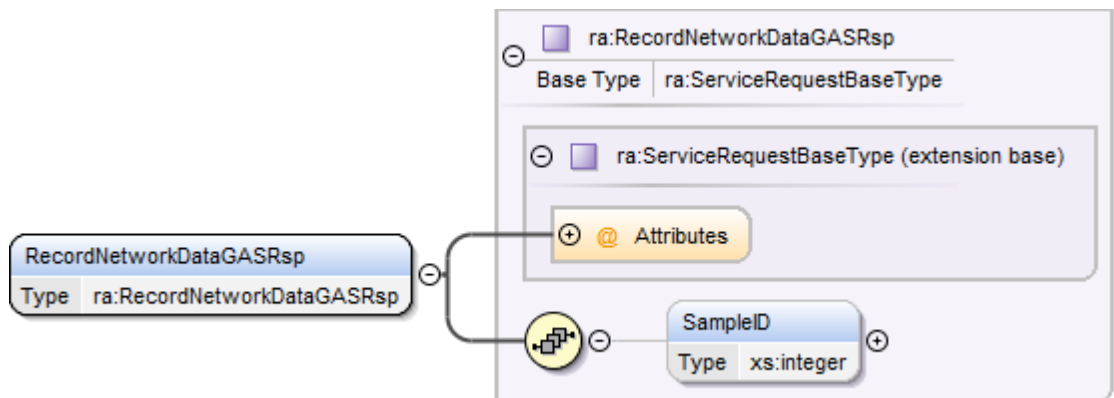 ra:RecordNetworkDataGASRsp
Base Type ra:ServiceRequestBaseType
ra:ServiceRequestBaseType (extension base)
@ Attributes
RecordNetworkDataGASRsp
Type ra:RecordNetworkDataGASRsp
SampleID
Type xs:integer